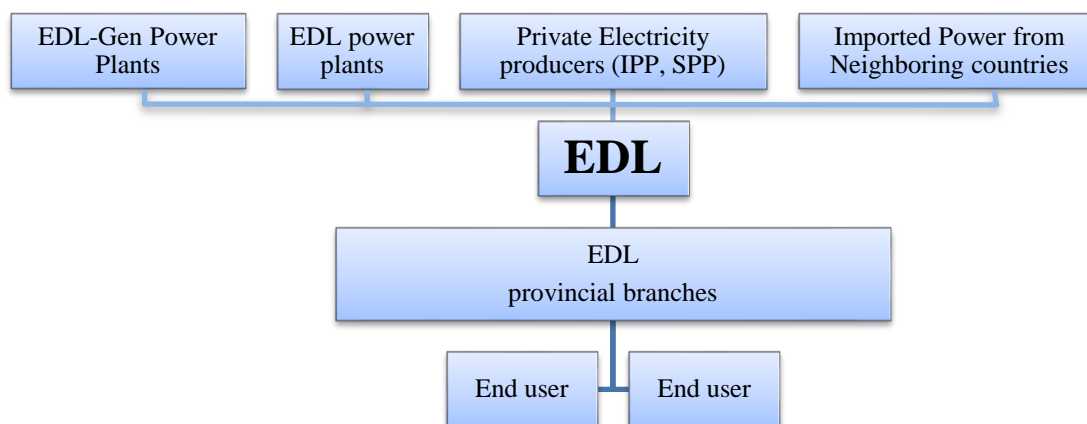 EDL-Gen Power
Plants
EDL power
plants
Private Electricity
producers (IPP, SPP)
Imported Power from
Neighboring countries
EDL
EDL
provincial branches
End user
End user